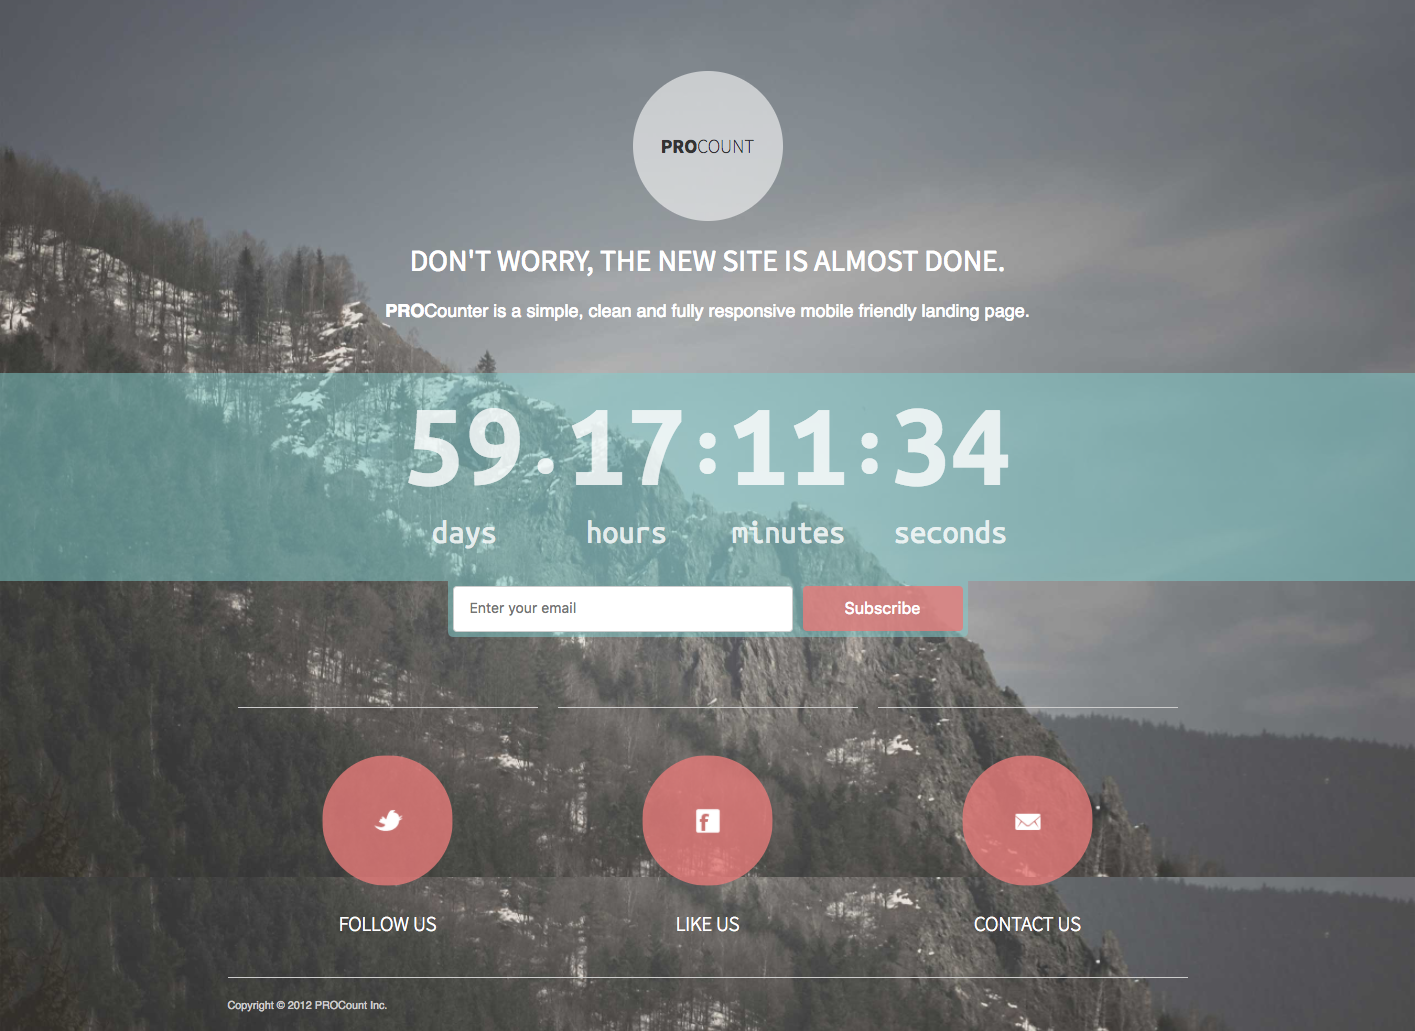 PROCOUNT
DON'T WORRY, THE NEW SITE IS ALMOST DONE.
PROCounter is a simple, clean and fully responsive mobile friendly landing page.
59.17:11:34
days hours minutes seconds
Enter your email Subscribe
FOLLOW US LIKE US CONTACT US
Copyright © 2012 PROCount Inc.